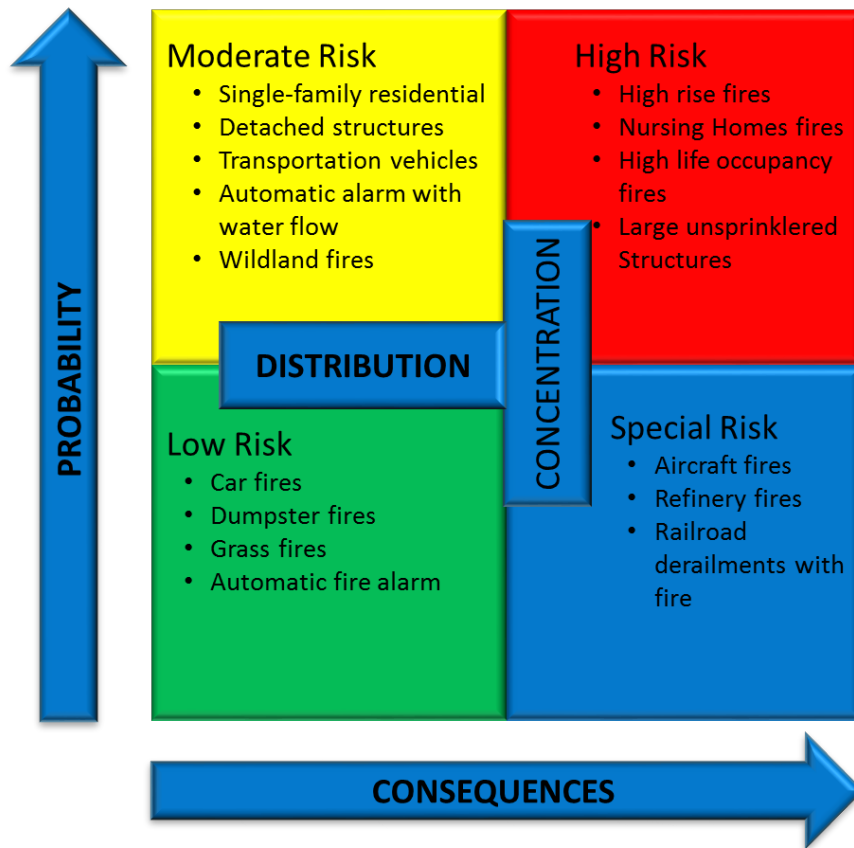 PROBABILITY
Moderate Risk
• Single-family residential
• Detached structures
• Transportation vehicles
• Automatic alarm with
water flow
• Wildland fires
High Risk
• High rise fires
• Nursing Homes fires
• High life occupancy
fires
• Large unsprinklered
Structures
DISTRIBUTION
CONCENTRATION
Low Risk
• Car fires
• Dumpster fires
• Grass fires
• Automatic fire alarm
Special Risk
• Aircraft fires
• Refinery fires
• Railroad
derailments with
fire
CONSEQUENCES